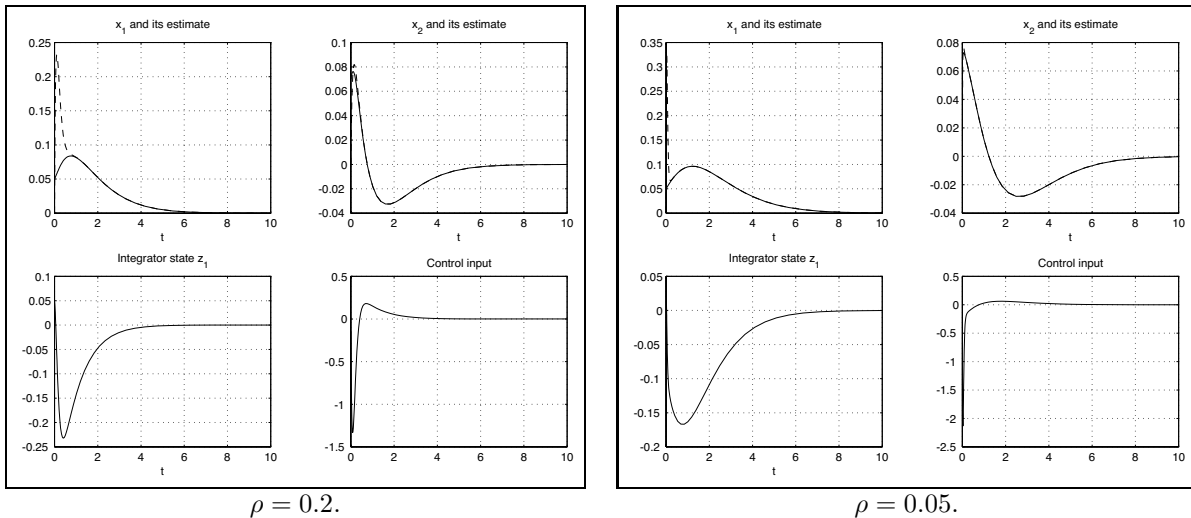 x1 and its estimate
0.25
0.2
0.15
0.1
0.05
0
0 2 4 6 8 10
t
x2 and its estimate
0.1
0.08
0.06
0.04
0.02
0
-0.02
-0.04
0 2 4 6 8 10
t
Integrator state z1
0.1
0.05
0
-0.05
-0.1
-0.15
-0.2
-0.25
0 2 4 6 8 10
t
Control input
0.5
0
-0.5
-1
-1.5
0 2 4 6 8 10
ρ = 0.2.
x1 and its estimate
0.35
0.3
0.25
0.2
0.15
0.1
0.05
0
0 2 4 6 8 10
t
x2 and its estimate
0.08
0.06
0.04
0.02
0
-0.02
-0.04
0 2 4 6 8 10
t
Integrator state z1
0.05
0
-0.05
-0.1
-0.15
-0.2
0 2 4 6 8 10
t
Control input
0.5
0
-0.5
-1
-1.5
-2
-2.5
0 2 4 6 8 10
ρ = 0.05.